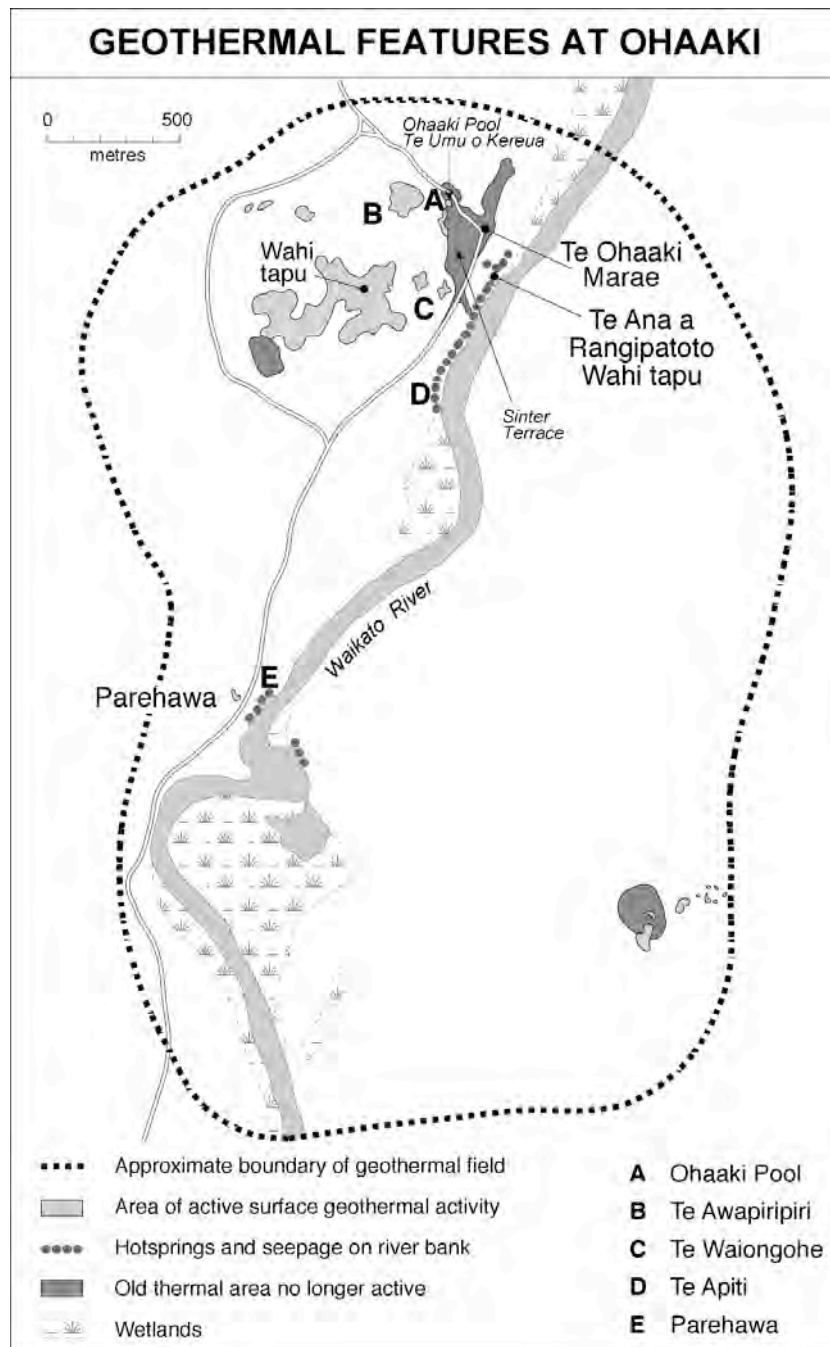 GEOTHERMAL FEATURES AT OHAAKI
0 500
metres
Ohaaki Pool
Te Umu o Kereua
A
B
Wahi
tapu
C
Te Ohaaki
Marae
Te Ana a
Rangipatoto
Wahi tapu
D
Sinter
Terrace
Waikato River
E
Parehawa
Approximate boundary of geothermal field
Area of active surface geothermal activity
Hotsprings and seepage on river bank
Old thermal area no longer active
Wetlands
A Ohaaki Pool
B Te Awapiripiri
C Te Waiongohe
D Te Apiti
E Parehawa